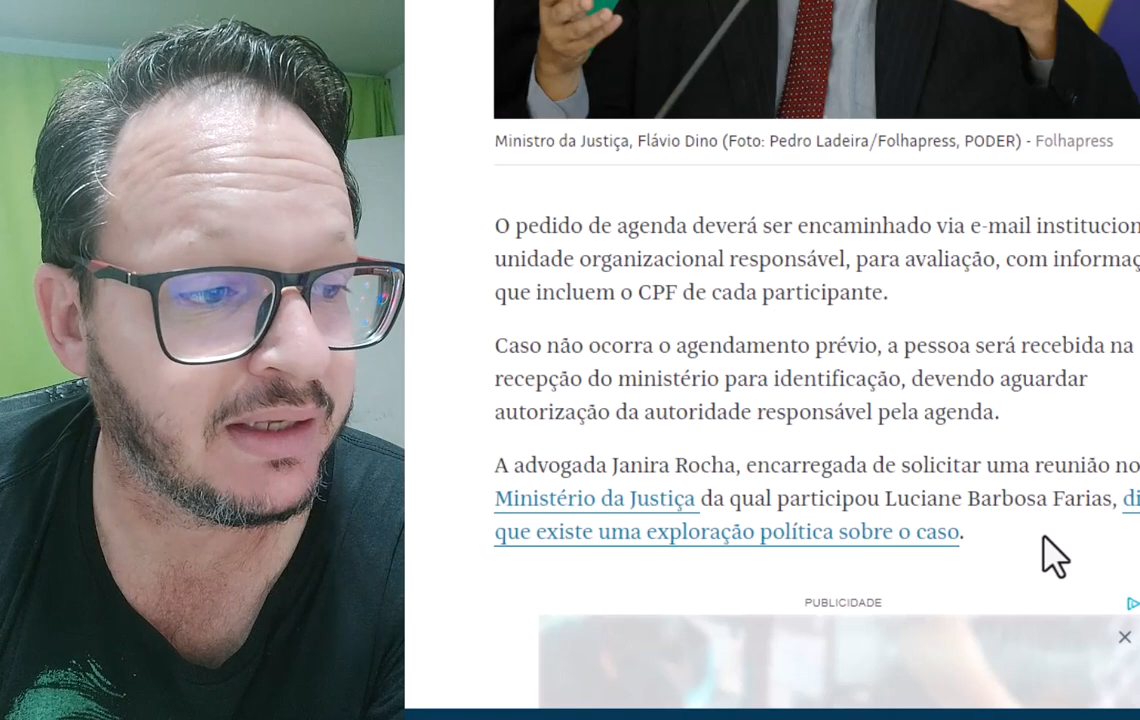 Ministro da Justiça, Flávio Dino (Foto: Pedro Ladeira/Folhapress, PODER) - Folhapress
O pedido de agenda deverá ser encaminhado via e-mail
unidade organizacional responsável, para avaliação, com
que incluem o CPF de cada participante.
Caso não ocorra o agendamento prévio, a pessoa será recebida na
recepção do ministério para identificação, devendo aguardar
autorização da autoridade responsável pela agenda.
A advogada Janira Rocha, encarregada de solicitar uma reunião no
Ministério da Justiça da qual participou Luciane Barbosa Farias,
que existe uma exploração política sobre o caso.
PUBLICIDADE